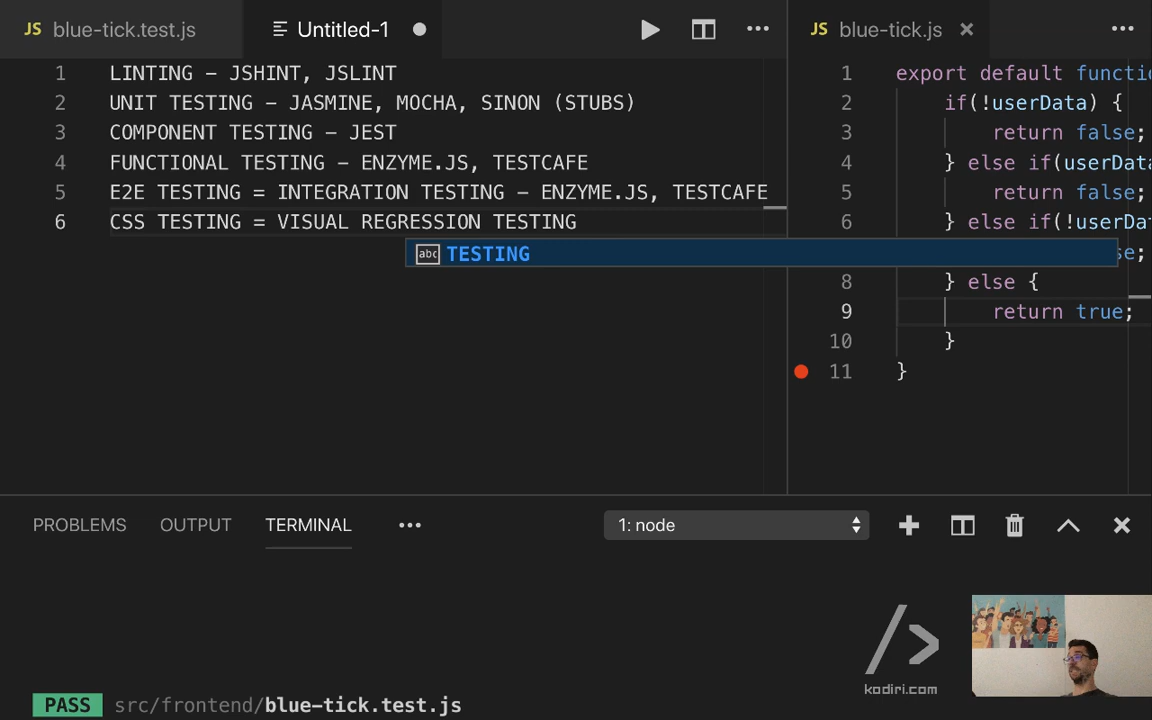 JS blue-tick.test.js
Untitled-1
JS blue-tick.js
1 LINTING - JSHINT, JSLINT
2 UNIT TESTING - JASMINE, MOCHA, SINON (STUBS)
3 COMPONENT TESTING - JEST
4 FUNCTIONAL TESTING - ENZYME.JS, TESTCAFE
5 E2E TESTING = INTEGRATION TESTING - ENZYME.JS, TESTCAFE
6 CSS TESTING = VISUAL REGRESSION TESTING
abc TESTING
1 export default functi
2 if(!userData) {
3 return false;
4 } else if(userData
5 return false;
6 } else if(!userDa
8 } else {
9 return true;
10 }
11 }
PROBLEMS OUTPUT TERMINAL
1: node
/>
kodiri.com
PASS src/frontend/blue-tick.test.js